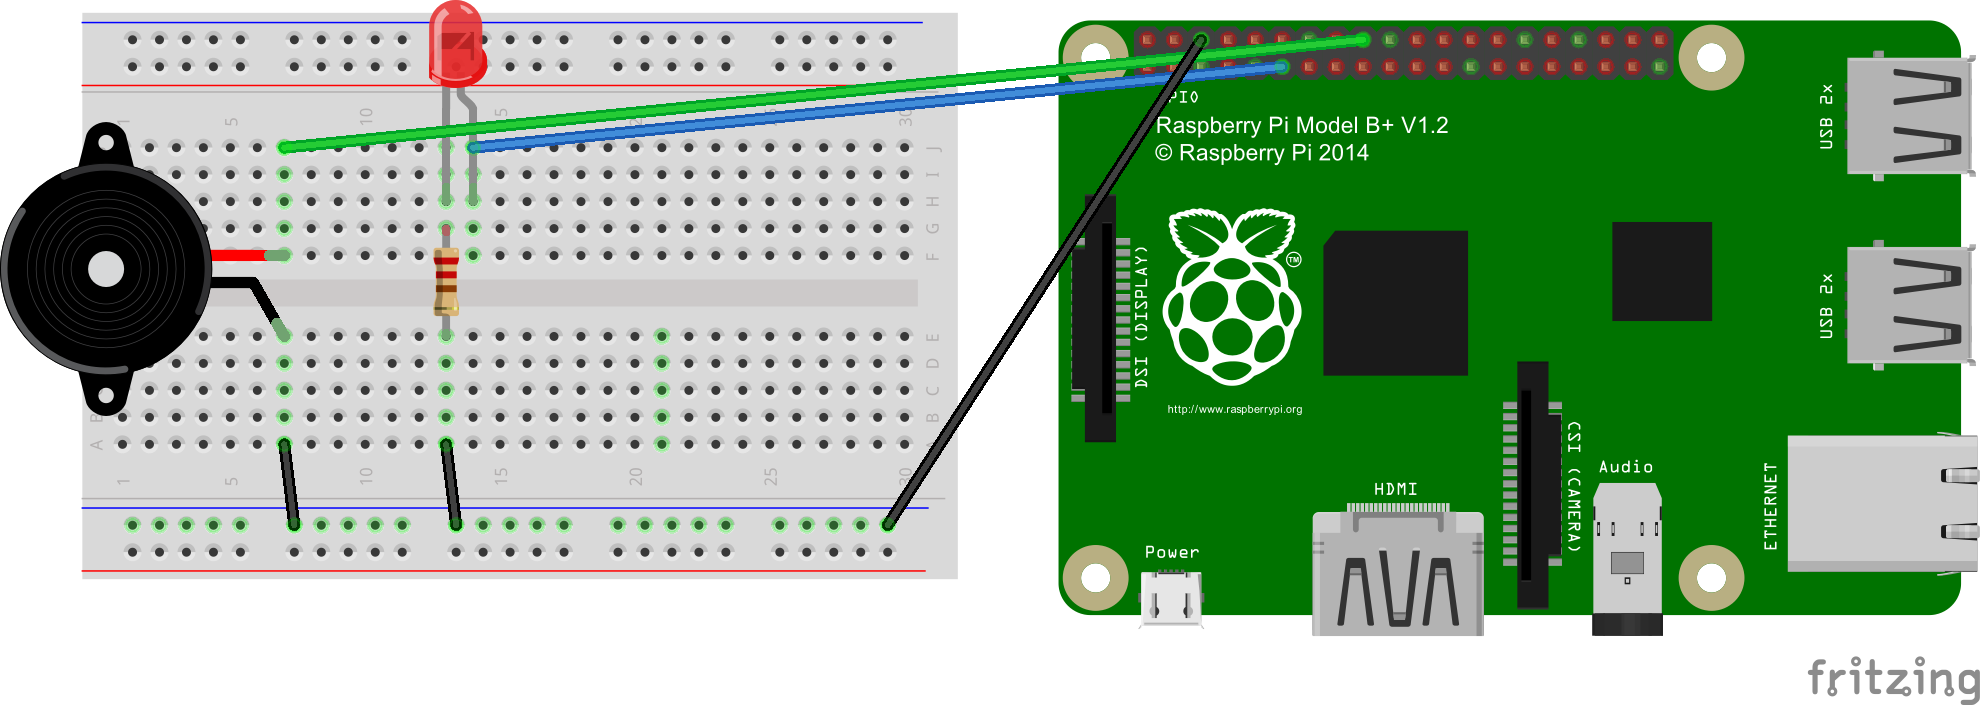 1 5 10 15 20 25 30
J
I
H
G
F
E
D
C
B B
A A
1 5 10 15 20 25 30
PIO
Raspberry Pi Model B+ V1.2
© Raspberry Pi 2014
TM
http://www.raspberrypi.org
DSI (DISPLAY)
Power
HDMI
CSI (CAMERA)
Audio
ETHERNET
USB 2x
USB 2x
fritzing